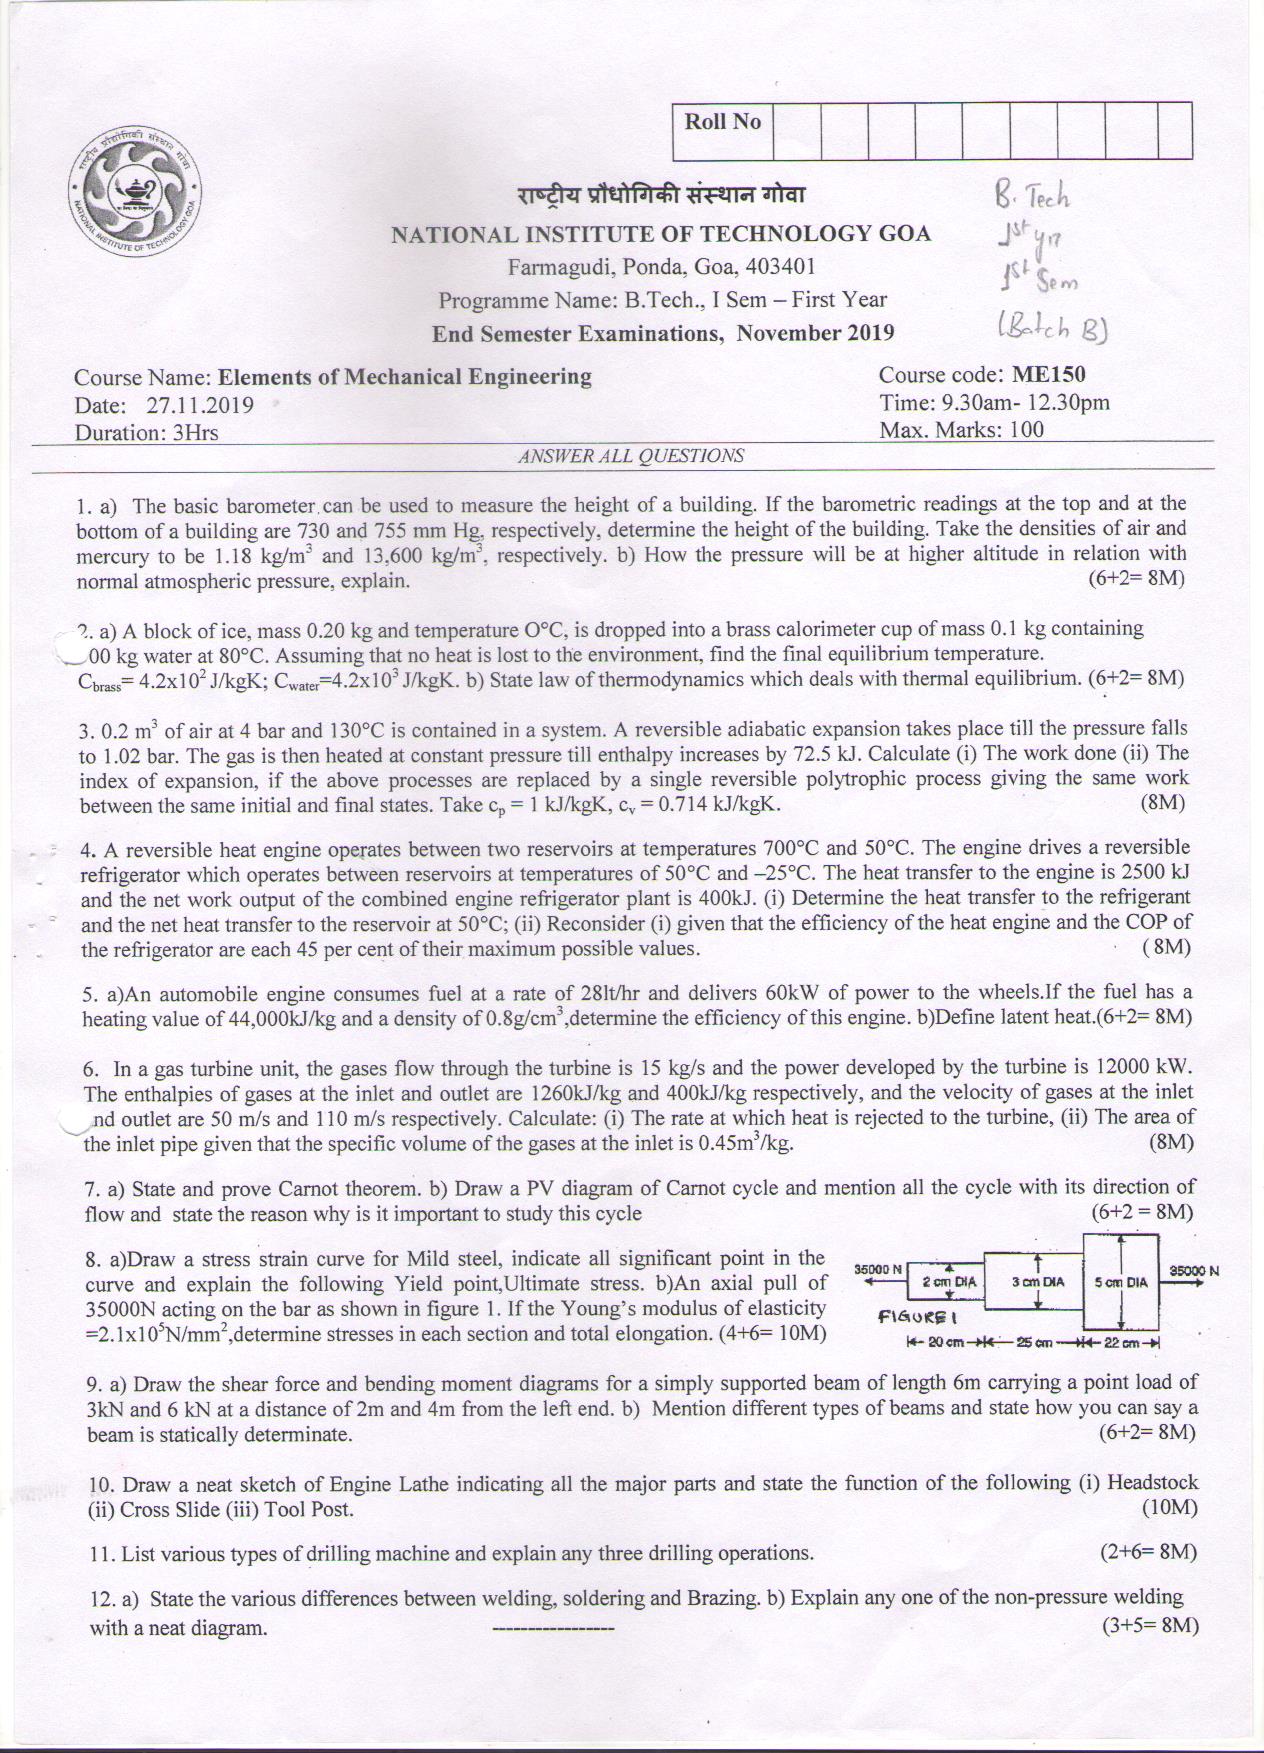 Roll No
राष्ट्रीय प्रौद्योगिकी संस्थान गोवा
NATIONAL INSTITUTE OF TECHNOLOGY GOA
राष्ट्रीय प्रौधोगिकी संस्थान गोवा
NATIONAL INSTITUTE OF TECHNOLOGY GOA
Farmagudi, Ponda, Goa, 403401
Programme Name: B.Tech., I Sem – First Year
End Semester Examinations, November 2019
B. Tech
1st yr
1st Sem
(Batch B)
Course Name: Elements of Mechanical Engineering
Course code: ME150
Date: 27.11.2019
Time: 9.30am- 12.30pm
Duration: 3Hrs
Max. Marks: 100
ANSWER ALL QUESTIONS
1. a) The basic barometer can be used to measure the height of a building. If the barometric readings at the top and at the
bottom of a building are 730 and 755 mm Hg, respectively, determine the height of the building. Take the densities of air and
mercury to be 1.18 kg/m³ and 13,600 kg/m³, respectively. b) How the pressure will be at higher altitude in relation with
normal atmospheric pressure, explain. (6+2= 8M)
2. a) A block of ice, mass 0.20 kg and temperature O°C, is dropped into a brass calorimeter cup of mass 0.1 kg containing
00 kg water at 80°C. Assuming that no heat is lost to the environment, find the final equilibrium temperature.
Cbrass= 4.2x10² J/kgK; Cwater=4.2x10³ J/kgK. b) State law of thermodynamics which deals with thermal equilibrium. (6+2= 8M)
3. 0.2 m³ of air at 4 bar and 130°C is contained in a system. A reversible adiabatic expansion takes place till the pressure falls
to 1.02 bar. The gas is then heated at constant pressure till enthalpy increases by 72.5 kJ. Calculate (i) The work done (ii) The
index of expansion, if the above processes are replaced by a single reversible polytrophic process giving the same work
between the same initial and final states. Take cp = 1 kJ/kgK, cv = 0.714 kJ/kgK. (8M)
4. A reversible heat engine operates between two reservoirs at temperatures 700°C and 50°C. The engine drives a reversible
refrigerator which operates between reservoirs at temperatures of 50°C and –25°C. The heat transfer to the engine is 2500 kJ
and the net work output of the combined engine refrigerator plant is 400kJ. (i) Determine the heat transfer to the refrigerant
and the net heat transfer to the reservoir at 50°C; (ii) Reconsider (i) given that the efficiency of the heat engine and the COP of
the refrigerator are each 45 per cent of their maximum possible values. ( 8M)
5. a)An automobile engine consumes fuel at a rate of 28lt/hr and delivers 60kW of power to the wheels.If the fuel has a
heating value of 44,000kJ/kg and a density of 0.8g/cm³,determine the efficiency of this engine. b)Define latent heat.(6+2= 8M)
6. In a gas turbine unit, the gases flow through the turbine is 15 kg/s and the power developed by the turbine is 12000 kW.
The enthalpies of gases at the inlet and outlet are 1260kJ/kg and 400kJ/kg respectively, and the velocity of gases at the inlet
nd outlet are 50 m/s and 110 m/s respectively. Calculate: (i) The rate at which heat is rejected to the turbine, (ii) The area of
the inlet pipe given that the specific volume of the gases at the inlet is 0.45m³/kg. (8M)
7. a) State and prove Carnot theorem. b) Draw a PV diagram of Carnot cycle and mention all the cycle with its direction of
flow and state the reason why is it important to study this cycle (6+2 = 8M)
8. a)Draw a stress strain curve for Mild steel, indicate all significant point in the
curve and explain the following Yield point,Ultimate stress. b)An axial pull of
35000N acting on the bar as shown in figure 1. If the Young's modulus of elasticity
=2.1x10⁵N/mm²,determine stresses in each section and total elongation. (4+6= 10M)
35000 N
2 cm DIA
3 cm DIA
5 cm DIA
35000 N
FIGURE 1
20 cm
25 cm
22 cm
9. a) Draw the shear force and bending moment diagrams for a simply supported beam of length 6m carrying a point load of
3kN and 6 kN at a distance of 2m and 4m from the left end. b) Mention different types of beams and state how you can say a
beam is statically determinate. (6+2= 8M)
10. Draw a neat sketch of Engine Lathe indicating all the major parts and state the function of the following (i) Headstock
(ii) Cross Slide (iii) Tool Post. (10M)
11. List various types of drilling machine and explain any three drilling operations. (2+6= 8M)
12. a) State the various differences between welding, soldering and Brazing. b) Explain any one of the non-pressure welding
with a neat diagram. ----------------- (3+5= 8M)